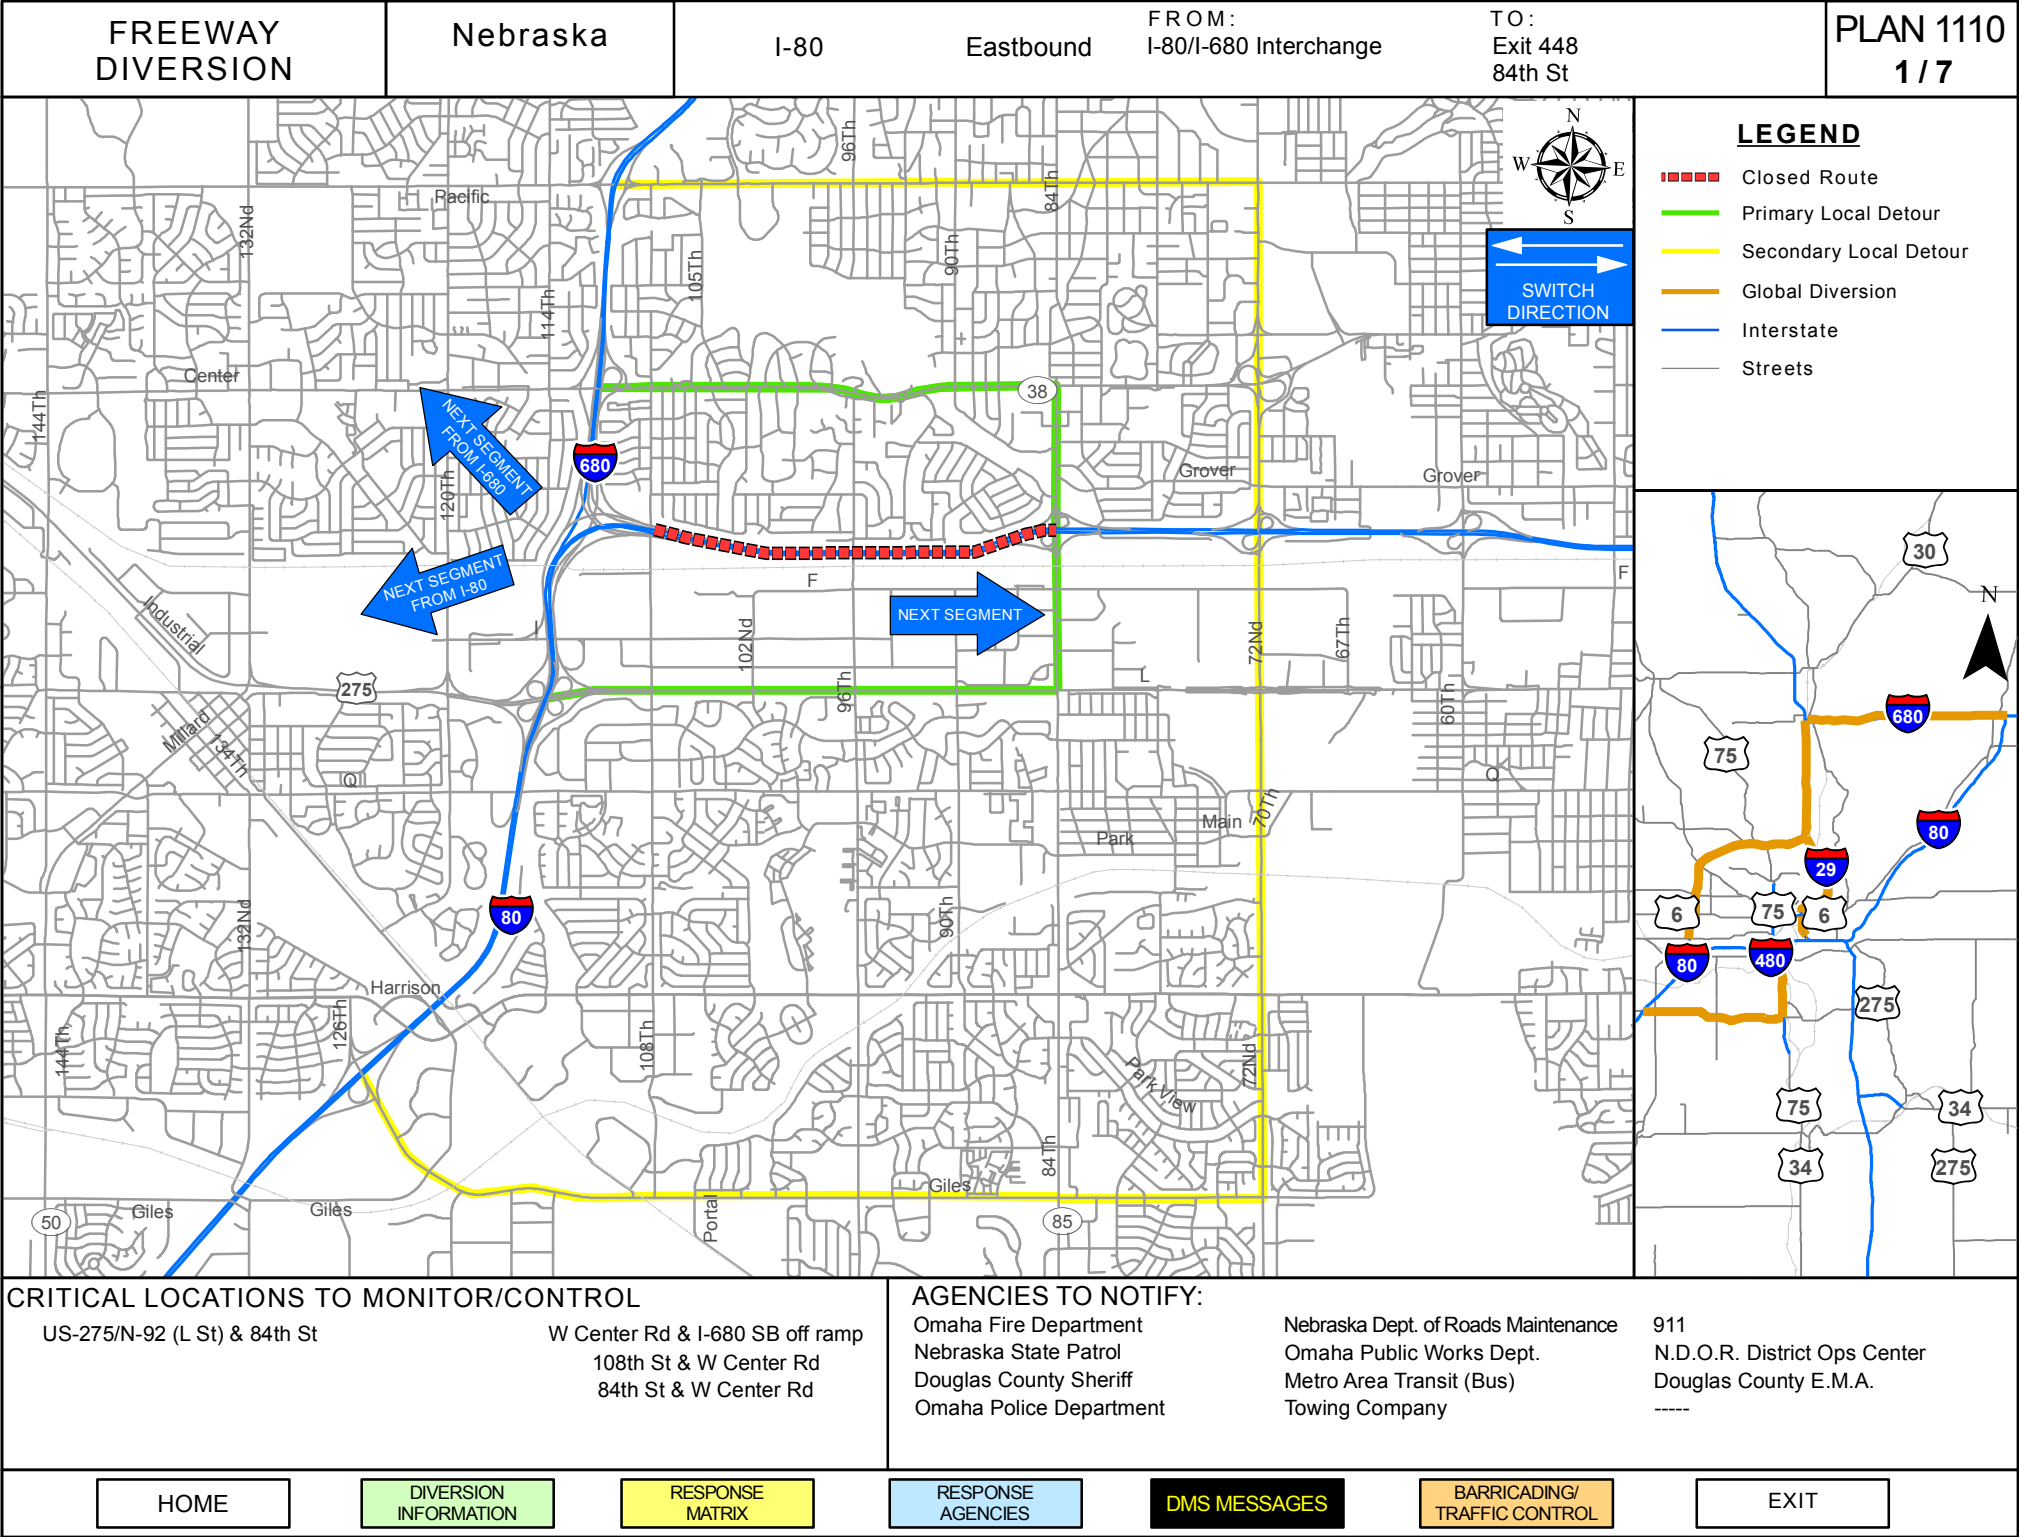 FREEWAY
DIVERSION
Nebraska
I-80
Eastbound
FROM:
I-80/I-680 Interchange
TO:
Exit 448
84th St
PLAN 1110
1 / 7
N
W
E
S
SWITCH
DIRECTION
LEGEND
Closed Route
Primary Local Detour
Secondary Local Detour
Global Diversion
Interstate
Streets
96Th
Pacific
84Th
132Nd
90Th
105Th
114Th
Center
144Th
38
NEXT SEGMENT
FROM I-680
680
120Th
Grover
Grover
NEXT SEGMENT
FROM I-80
F
F
Industrial
I
NEXT SEGMENT
102Nd
72Nd
67Th
275
96Th
L
60Th
Millard
134Th
Q
Q
70Th
Main
Park
80
132Nd
90Th
Harrison
126Th
144Th
108Th
72Nd
Park View
84Th
Giles
50
Giles
Giles
Portal
85
30
N
680
75
80
29
6
75
6
80
480
275
75
34
34
275
CRITICAL LOCATIONS TO MONITOR/CONTROL
US-275/N-92 (L St) & 84th St
W Center Rd & I-680 SB off ramp
108th St & W Center Rd
84th St & W Center Rd
AGENCIES TO NOTIFY:
Omaha Fire Department
Nebraska State Patrol
Douglas County Sheriff
Omaha Police Department
Nebraska Dept. of Roads Maintenance
Omaha Public Works Dept.
Metro Area Transit (Bus)
Towing Company
911
N.D.O.R. District Ops Center
Douglas County E.M.A.
-----
HOME
DIVERSION
INFORMATION
RESPONSE
MATRIX
RESPONSE
AGENCIES
DMS MESSAGES
BARRICADING/
TRAFFIC CONTROL
EXIT